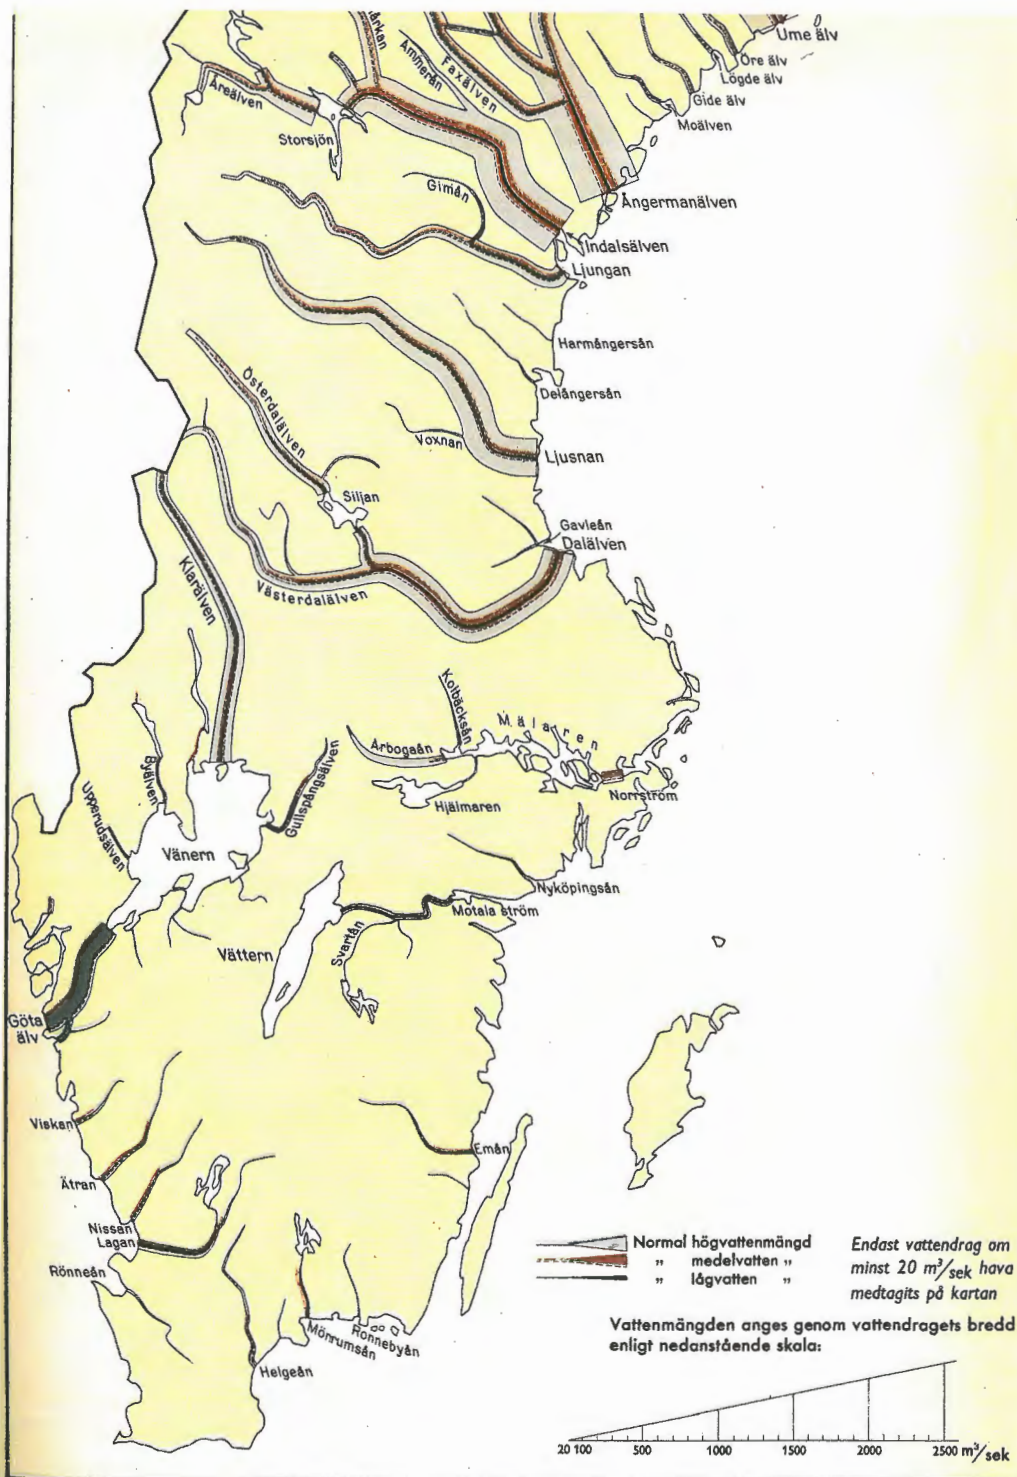 årkan
Ammerån
Faxälven
Ume älv
Öre älv
Lögde älv
Gide älv
Moälven
Areälven
Storsjön
Gimån
Ångermanälven
Indalsälven
Ljungan
Harmångersån
Delångersån
Österdalälven
Voxnan
Ljusnan
Siljan
Gavleån
Dalälven
Klarälven
Västerdalälven
Kolbäcksån
Mälaren
Arbogaån
Norrström
Hjälmaren
Byälven
Gullspångsälven
Upperudsälven
Vänern
Nyköpingsån
Motala ström
Svartån
Vättern
Göta
älv
Viskan
Emån
Ätran
Nissan
Lagan
Rönneån
Mörrumsån
Ronnebyån
Helgeån
Normal högvattenmängd
„ medelvatten „
„ lågvatten „
Endast vattendrag om
minst 20 m³/sek hava
medtagits på kartan
Vattenmängden anges genom vattendragets bredd
enligt nedanstående skala:
20 100 500 1000 1500 2000 2500 m³/sek